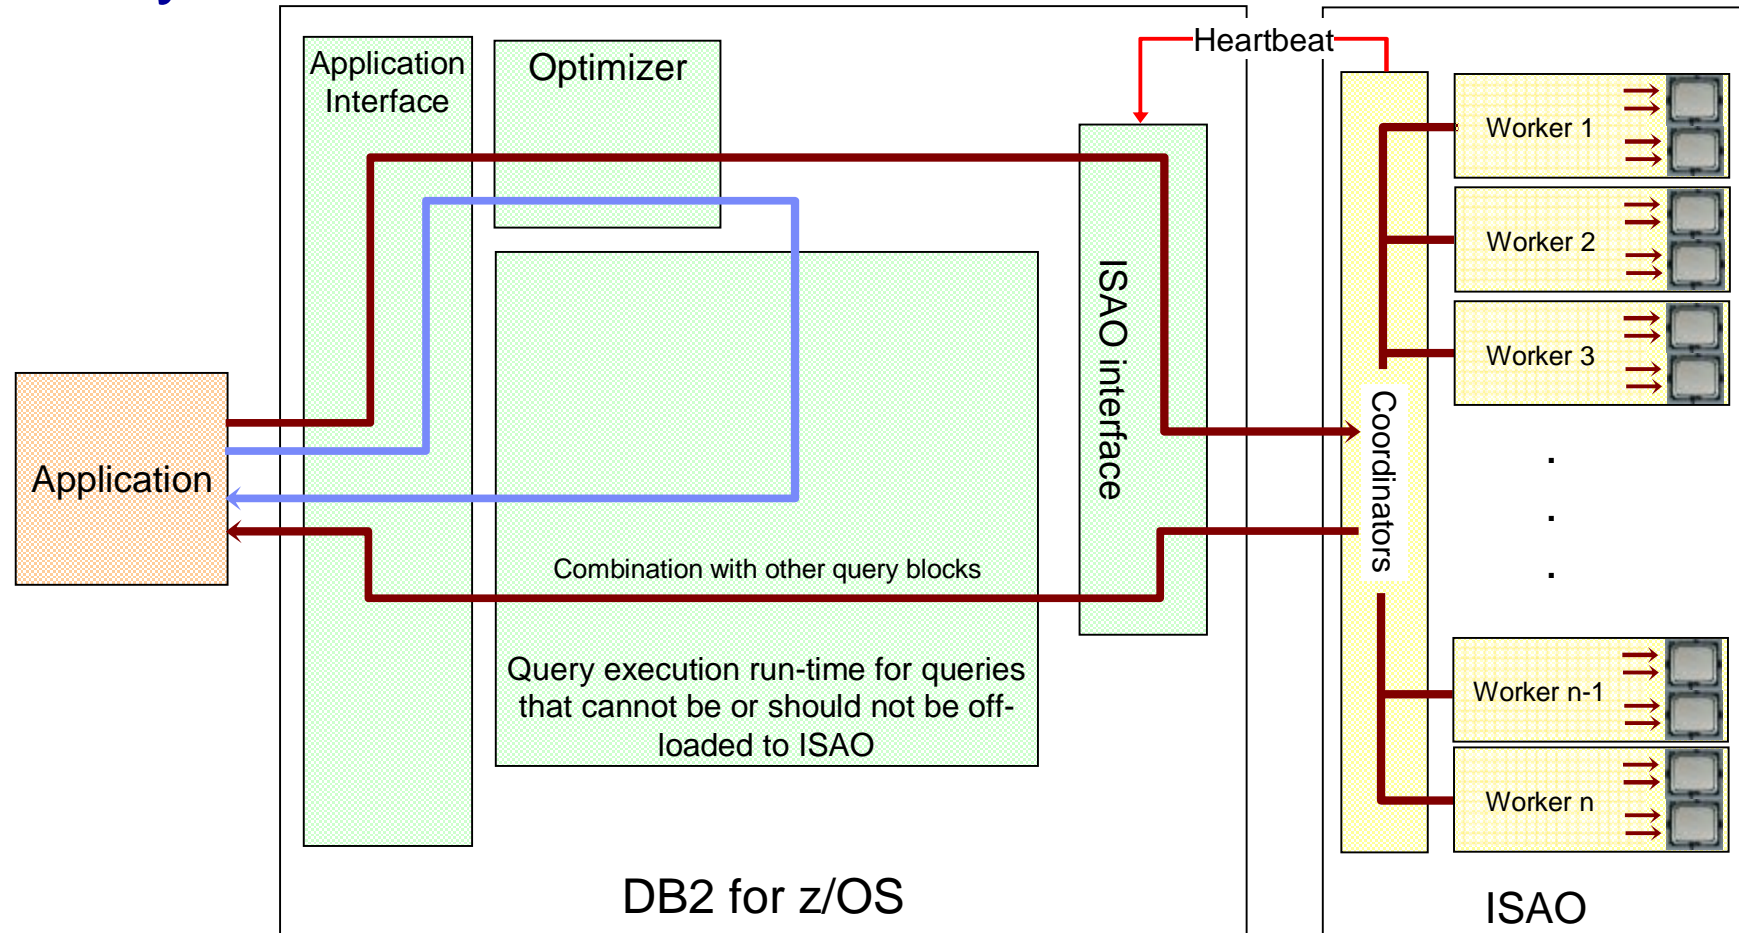 Heartbeat
Application
Interface
Optimizer
ISAO interface
Application
Combination with other query blocks
Query execution run-time for queries
that cannot be or should not be off-
loaded to ISAO
DB2 for z/OS
Coordinators
Worker 1
Worker 2
Worker 3
.
.
.
Worker n-1
Worker n
ISAO